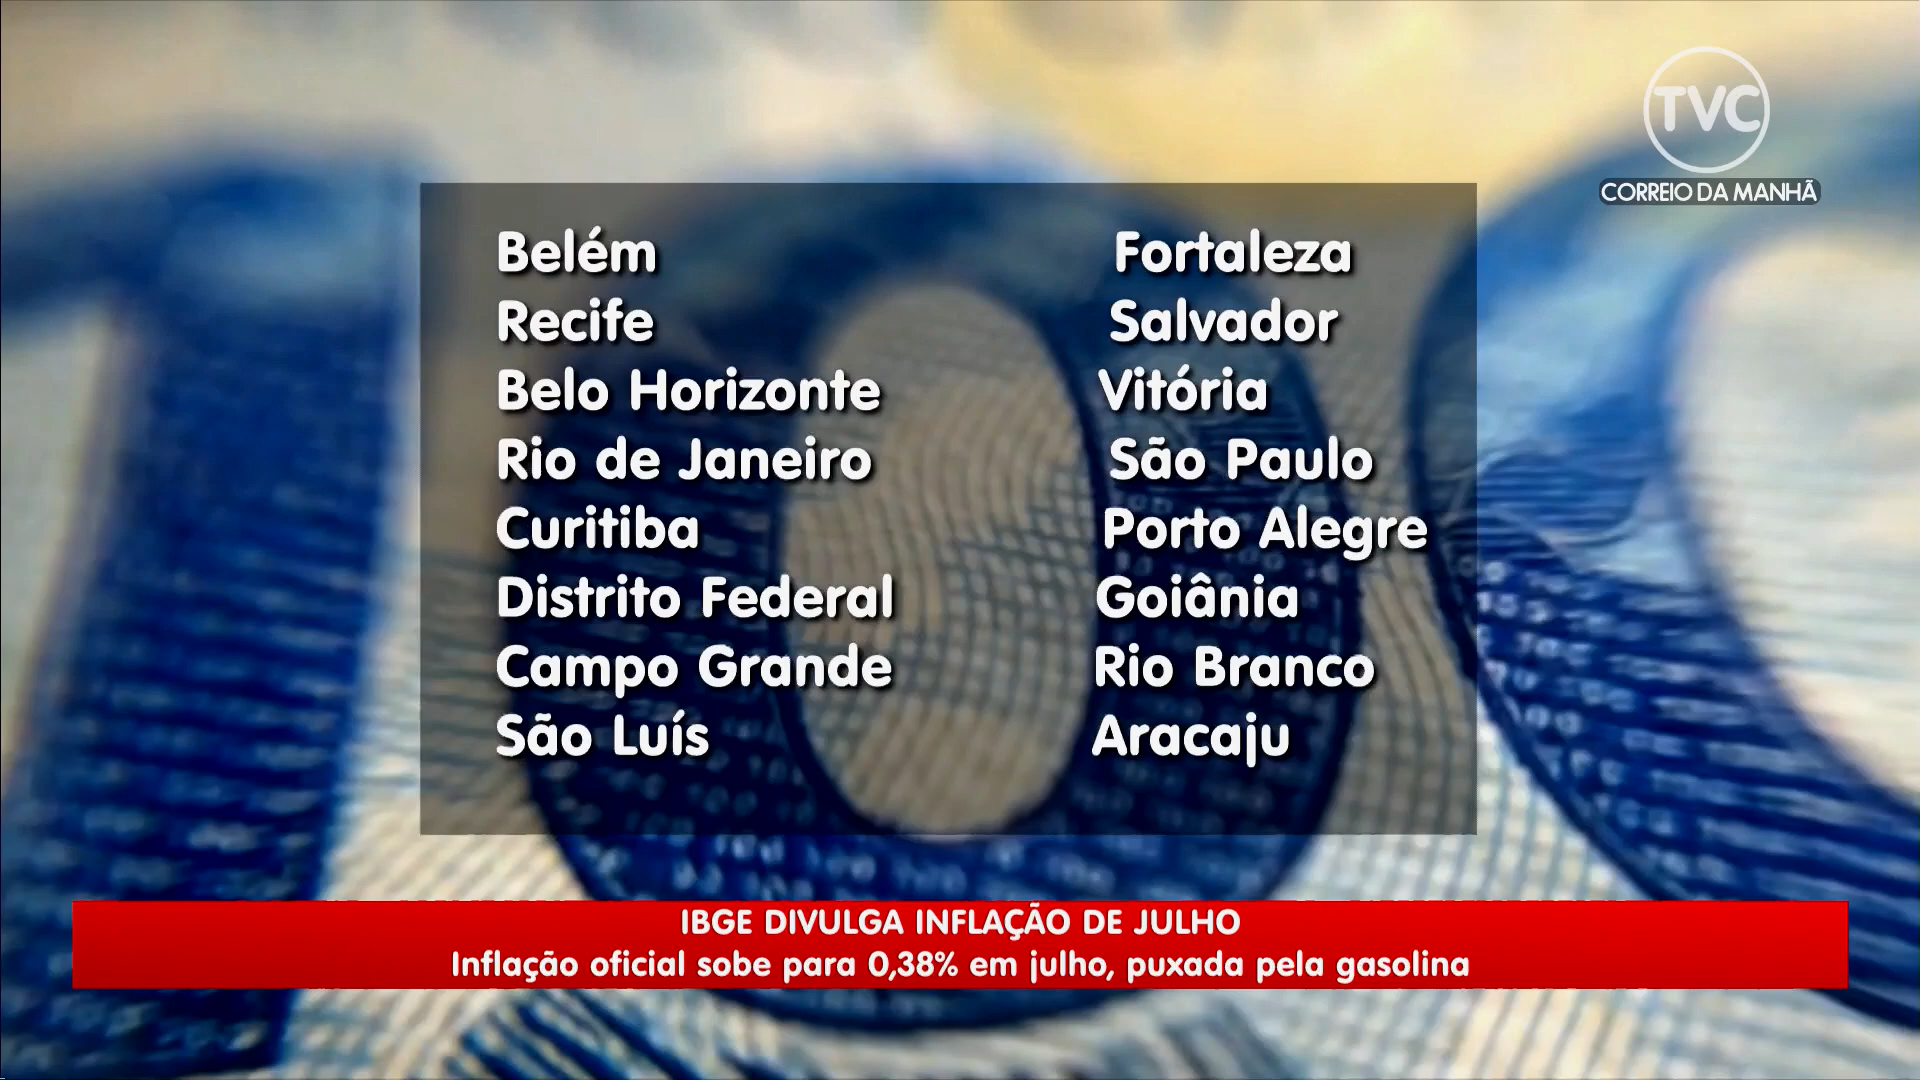 TVC
CORREIO DA MANHÃ
Belém
Fortaleza
Recife
Salvador
Belo Horizonte
Vitória
Rio de Janeiro
São Paulo
Curitiba
Porto Alegre
Distrito Federal
Goiânia
Campo Grande
Rio Branco
São Luís
Aracaju
IBGE DIVULGA INFLAÇÃO DE JULHO
Inflação oficial sobe para 0,38% em julho, puxada pela gasolina